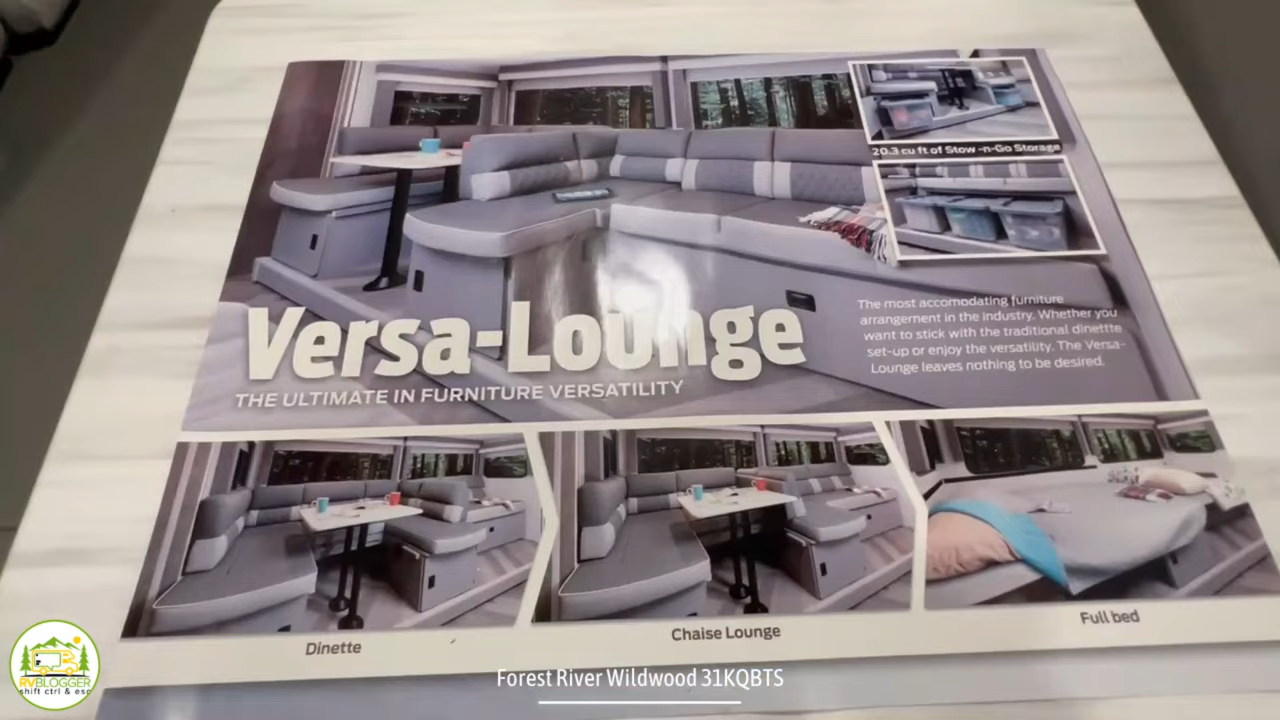 20.3 cu ft of Stow -n-Go Storage
Versa-Lounge
THE ULTIMATE IN FURNITURE VERSATILITY
The most accomodating furniture
arrangement in the industry. Whether you
want to stick with the traditional dinettte
set-up or enjoy the versatility. The Versa-
Lounge leaves nothing to be desired.
Dinette
Chaise Lounge
Full bed
RVBLOGGER
shift ctrl & esc
Forest River Wildwood 31KQBTS